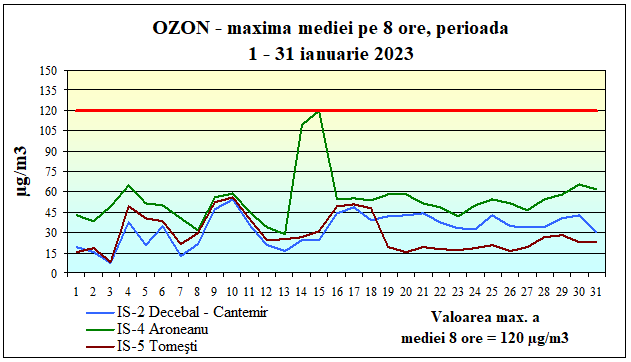 OZON - maxima mediei pe 8 ore, perioada
1 - 31 ianuarie 2023
µg/m3
150
135
120
105
90
75
60
45
30
15
0
1 2 3 4 5 6 7 8 9 10 11 12 13 14 15 16 17 18 19 20 21 22 23 24 25 26 27 28 29 30 31
IS-2 Decebal - Cantemir
IS-4 Aroneanu
IS-5 Tomeşti
Valoarea max. a
mediei 8 ore = 120 µg/m3